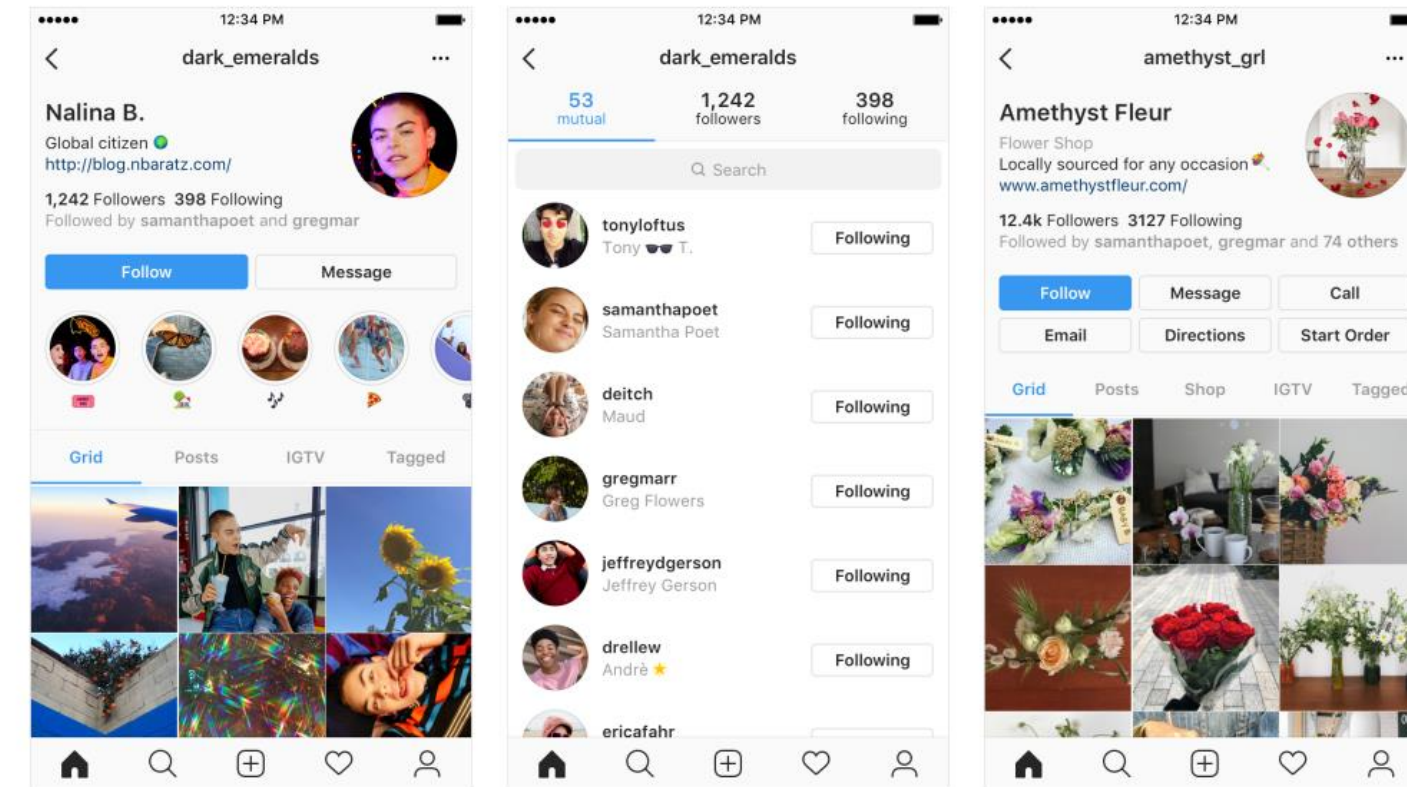 12:34 PM
dark_emeralds
Nalina B.
Global citizen
http://blog.nbaratz.com/
1,242 Followers 398 Following
Followed by samanthapoet and gregmar
Follow Message
Grid Posts IGTV Tagged
12:34 PM
dark_emeralds
53 1,242 398
mutual followers following
Search
tonyloftus
Tony T.
Following
samanthapoet
Samantha Poet
Following
deitch
Maud
Following
gregmarr
Greg Flowers
Following
jeffreydgerson
Jeffrey Gerson
Following
drellew
Andrè
Following
ericafahr
12:34 PM
amethyst_grl
Amethyst Fleur
Flower Shop
Locally sourced for any occasion
www.amethystfleur.com/
12.4k Followers 3127 Following
Followed by samanthapoet, gregmar and 74 others
Follow Message Call
Email Directions Start Order
Grid Posts Shop IGTV Tagged